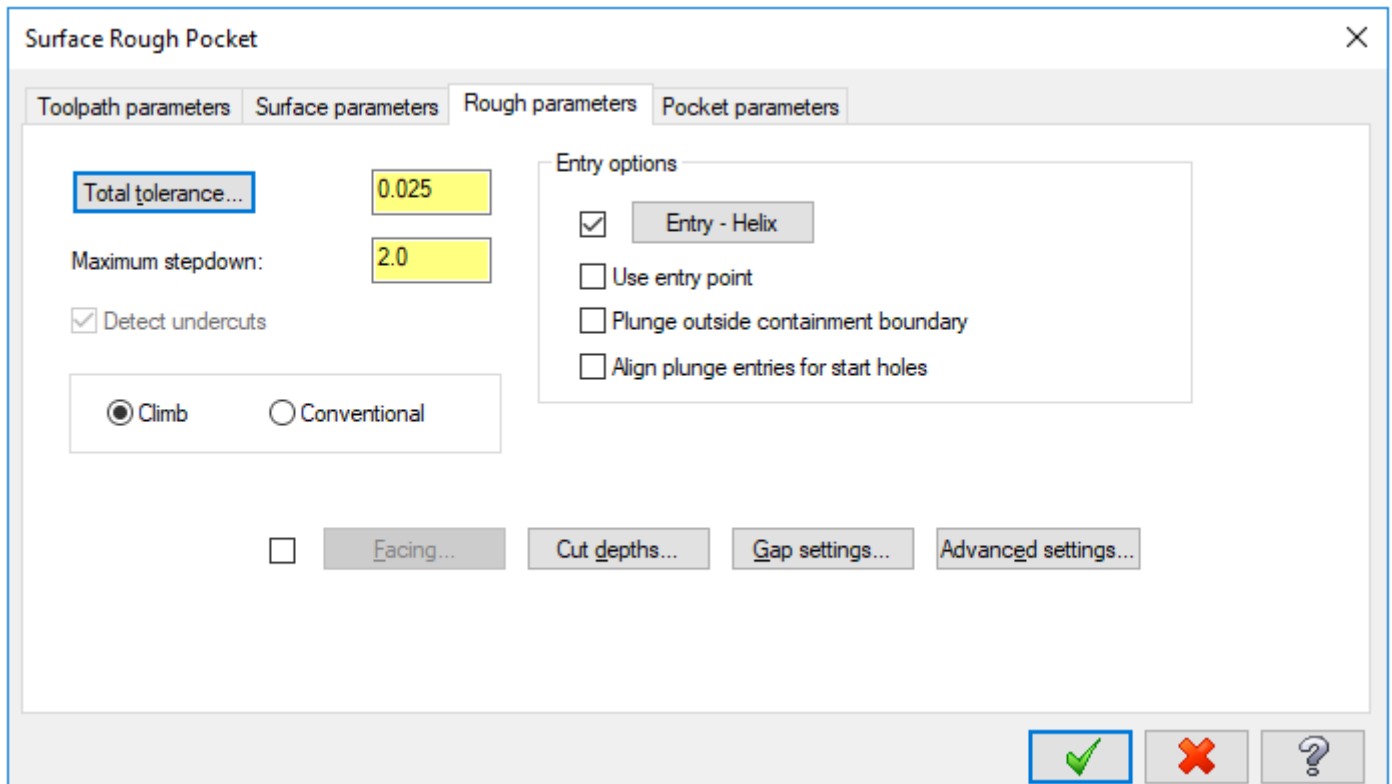 Surface Rough Pocket
Toolpath parameters Surface parameters Rough parameters Pocket parameters
Total tolerance... 0.025
Maximum stepdown: 2.0
Detect undercuts
Climb Conventional
Entry options
Entry - Helix
Use entry point
Plunge outside containment boundary
Align plunge entries for start holes
Facing... Cut depths... Gap settings... Advanced settings...